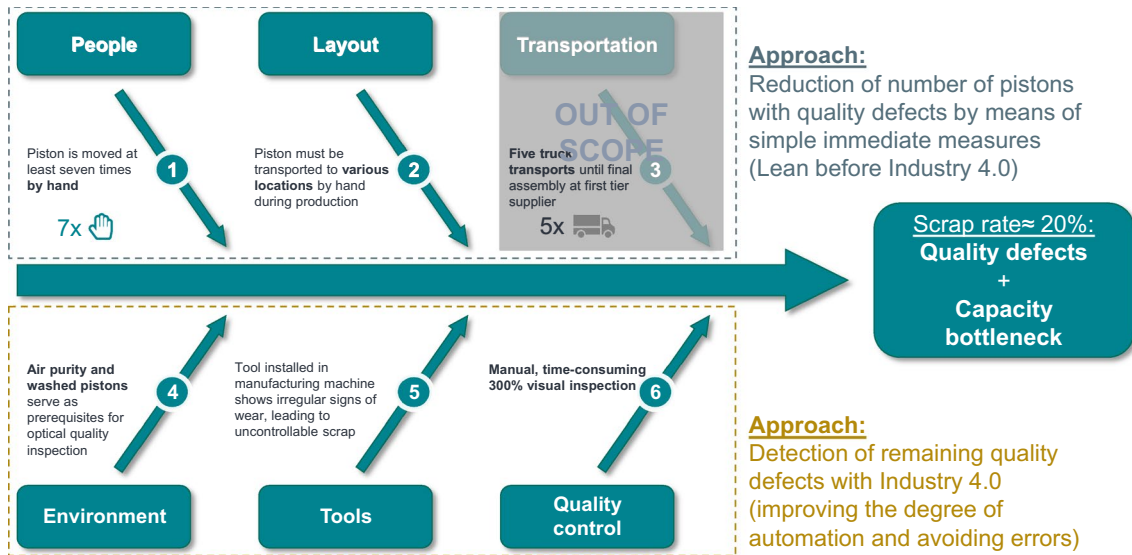 People
Layout
Transportation
OUT OF
SCOPE
Piston is moved at
least seven times
by hand
1
7x
Piston must be
transported to various
locations by hand
during production
2
Five truck
transports until final
assembly at first tier
supplier
3
5x
Approach:
Reduction of number of pistons
with quality defects by means of
simple immediate measures
(Lean before Industry 4.0)
Scrap rate≈ 20%:
Quality defects
+
Capacity
bottleneck
Air purity and
washed pistons
serve as
prerequisites for
optical quality
inspection
4
Tool installed in
manufacturing machine
shows irregular signs of
wear, leading to
uncontrollable scrap
5
Manual, time-consuming
300% visual inspection
6
Environment
Tools
Quality
control
Approach:
Detection of remaining quality
defects with Industry 4.0
(improving the degree of
automation and avoiding errors)